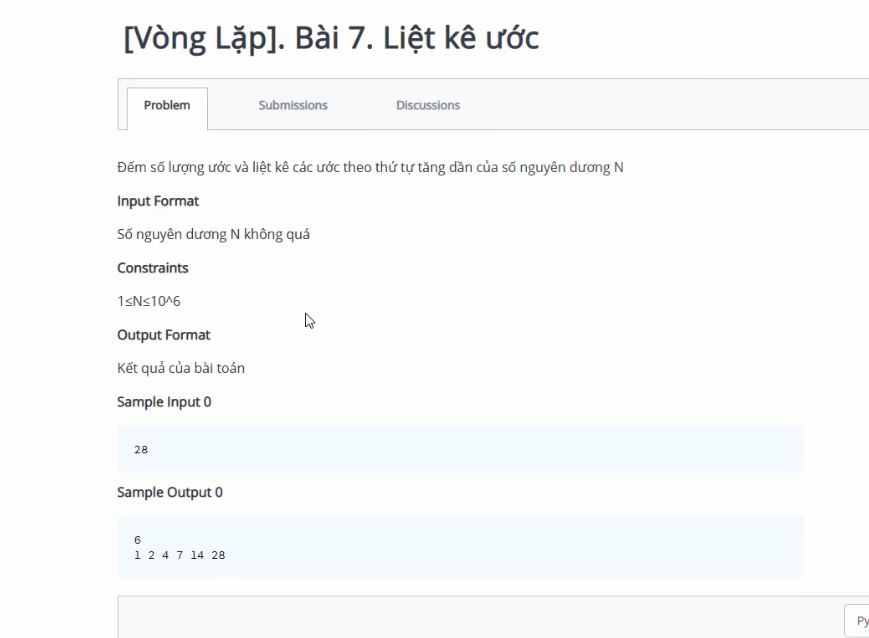 [Vòng Lặp]. Bài 7. Liệt kê ước
Problem Submissions Discussions
Đếm số lượng ước và liệt kê các ước theo thứ tự tăng dần của số nguyên dương N
Input Format
Số nguyên dương N không quá
Constraints
1≤N≤10^6
Output Format
Kết quả của bài toán
Sample Input 0
28
Sample Output 0
6
1 2 4 7 14 28
Py